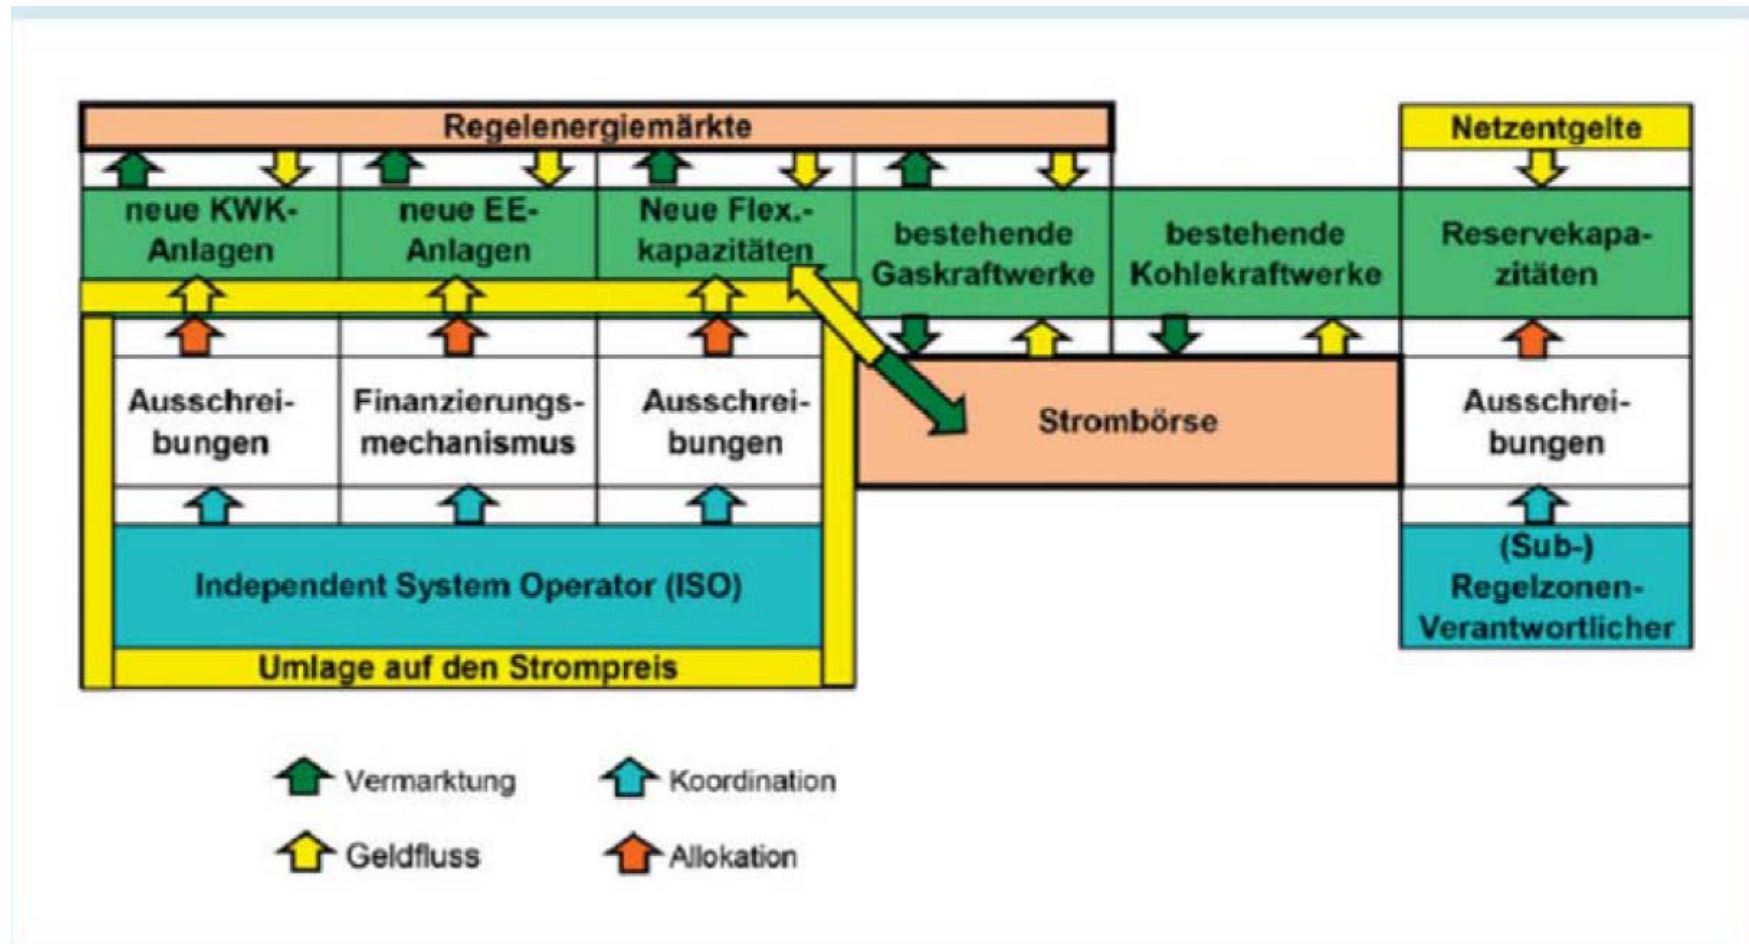 Regelenergiemärkte
Netzentgelte
neue KWK-
Anlagen
neue EE-
Anlagen
Neue Flex.-
kapazitäten
bestehende
Gaskraftwerke
bestehende
Kohlekraftwerke
Reservekapa-
zitäten
Ausschrei-
bungen
Finanzierungs-
mechanismus
Ausschrei-
bungen
Strombörse
Ausschrei-
bungen
Independent System Operator (ISO)
(Sub-)
Regelzonen-
Verantwortlicher
Umlage auf den Strompreis
Vermarktung
Koordination
Geldfluss
Allokation